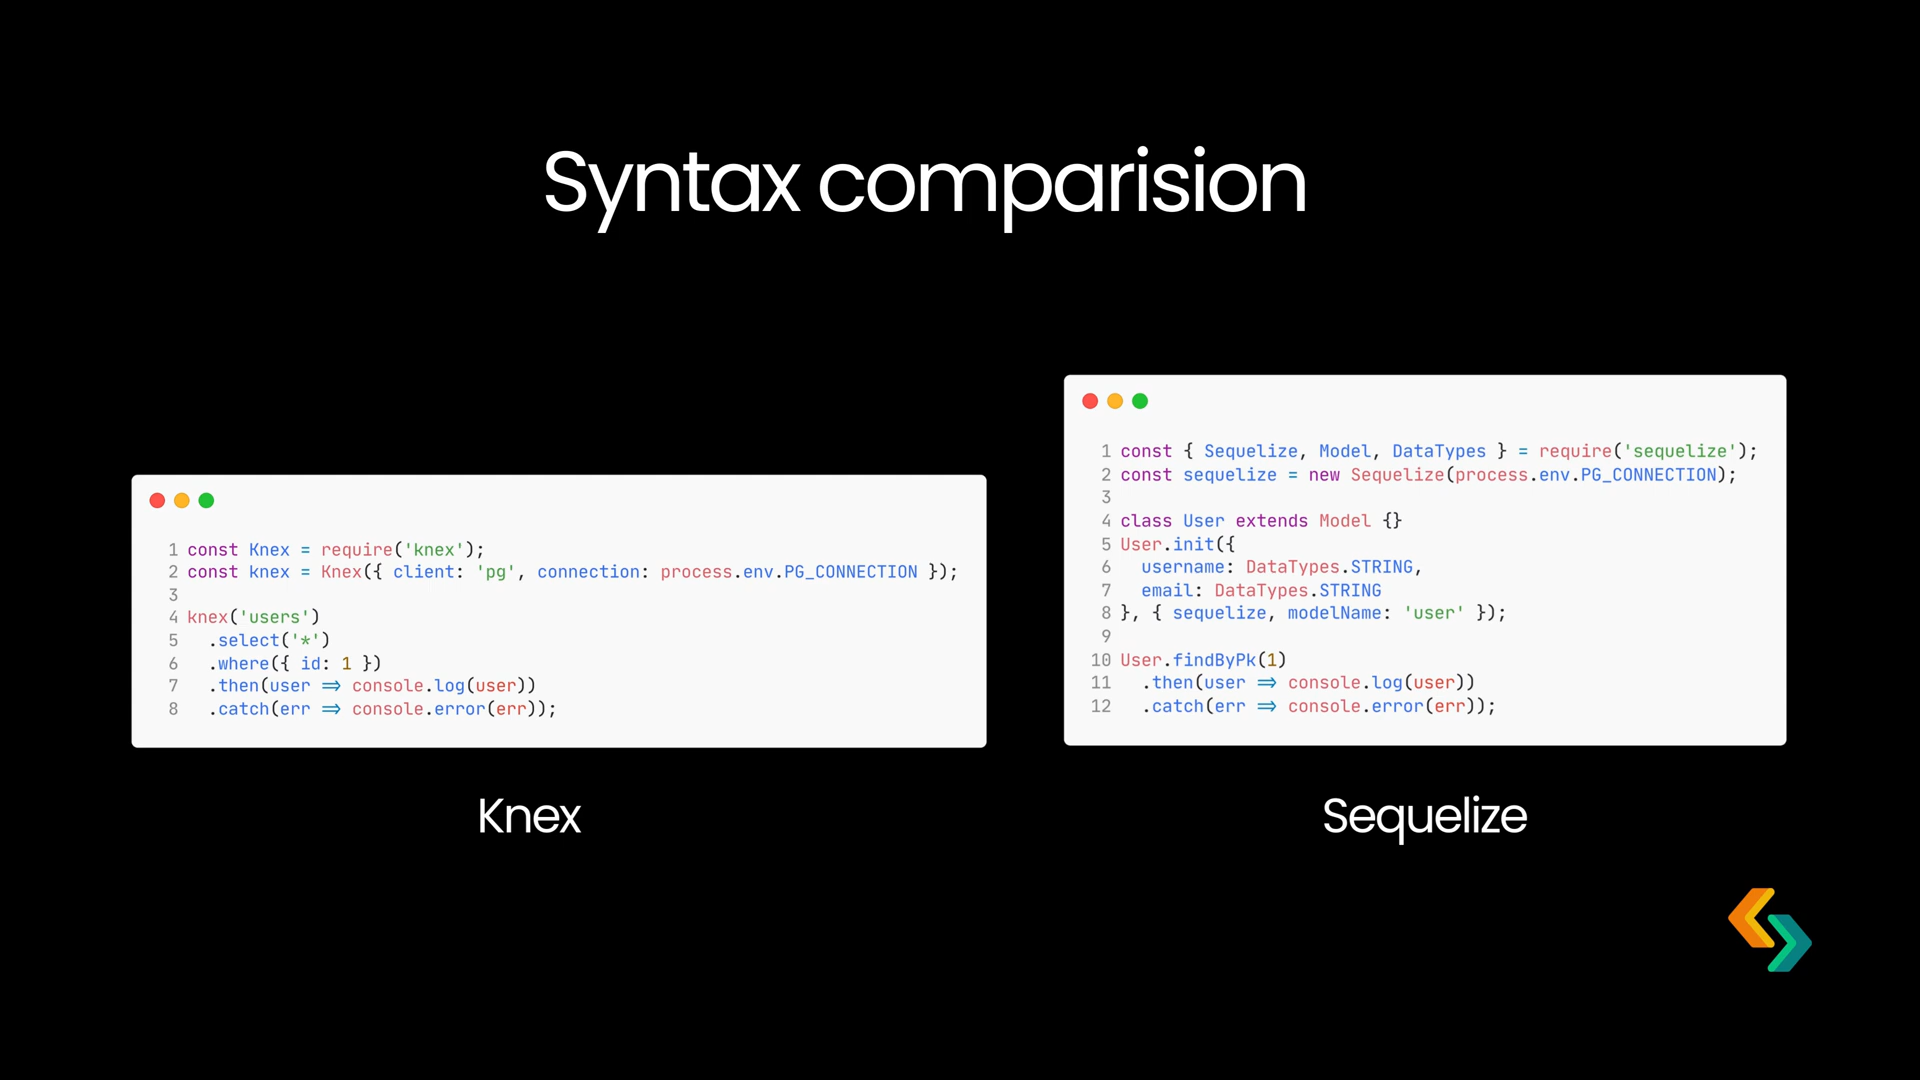 Syntax comparision
1 const Knex = require('knex');
2 const knex = Knex({ client: 'pg', connection: process.env.PG_CONNECTION });
3
4 knex('users')
5   .select('*')
6   .where({ id: 1 })
7   .then(user => console.log(user))
8   .catch(err => console.error(err));
Knex
1 const { Sequelize, Model, DataTypes } = require('sequelize');
2 const sequelize = new Sequelize(process.env.PG_CONNECTION);
3
4 class User extends Model {}
5 User.init({
6   username: DataTypes.STRING,
7   email: DataTypes.STRING
8 }, { sequelize, modelName: 'user' });
9
10 User.findByPk(1)
11   .then(user => console.log(user))
12   .catch(err => console.error(err));
Sequelize